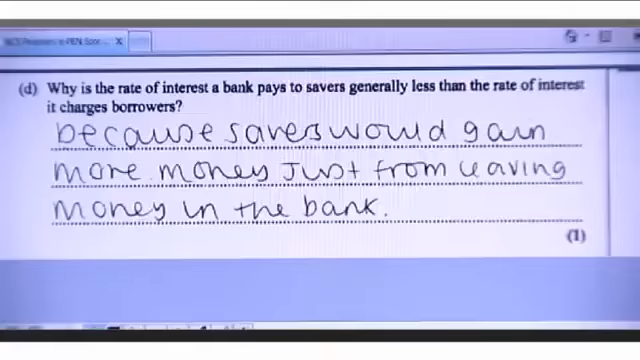 (d) Why is the rate of interest a bank pays to savers generally less than the rate of interest
it charges borrowers?
because savers would gain
more money just from leaving
money in the bank.
(1)